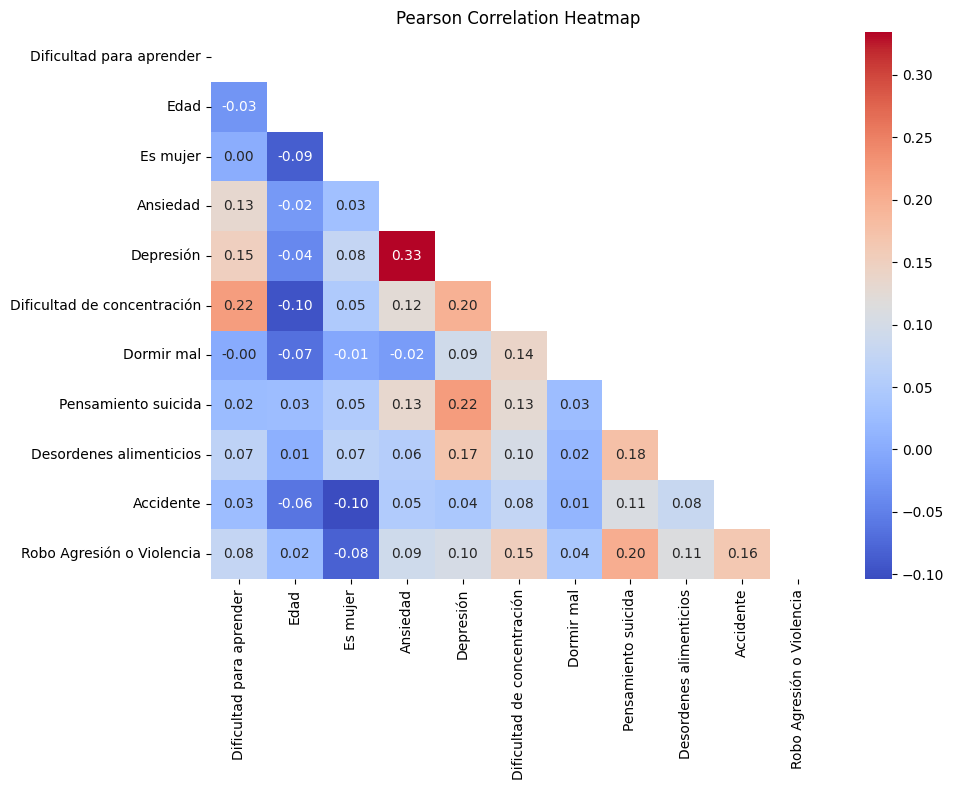 Pearson Correlation Heatmap
Dificultad para aprender
Edad -0.03
Es mujer 0.00 -0.09
Ansiedad 0.13 -0.02 0.03
Depresión 0.15 -0.04 0.08 0.33
Dificultad de concentración 0.22 -0.10 0.05 0.12 0.20
Dormir mal -0.00 -0.07 -0.01 -0.02 0.09 0.14
Pensamiento suicida 0.02 0.03 0.05 0.13 0.22 0.13 0.03
Desordenes alimenticios 0.07 0.01 0.07 0.06 0.17 0.10 0.02 0.18
Accidente 0.03 -0.06 -0.10 0.05 0.04 0.08 0.01 0.11 0.08
Robo Agresión o Violencia 0.08 0.02 -0.08 0.09 0.10 0.15 0.04 0.20 0.11 0.16
Dificultad para aprender
Edad
Es mujer
Ansiedad
Depresión
Dificultad de concentración
Dormir mal
Pensamiento suicida
Desordenes alimenticios
Accidente
Robo Agresión o Violencia
0.30
0.25
0.20
0.15
0.10
0.05
0.00
−0.05
−0.10